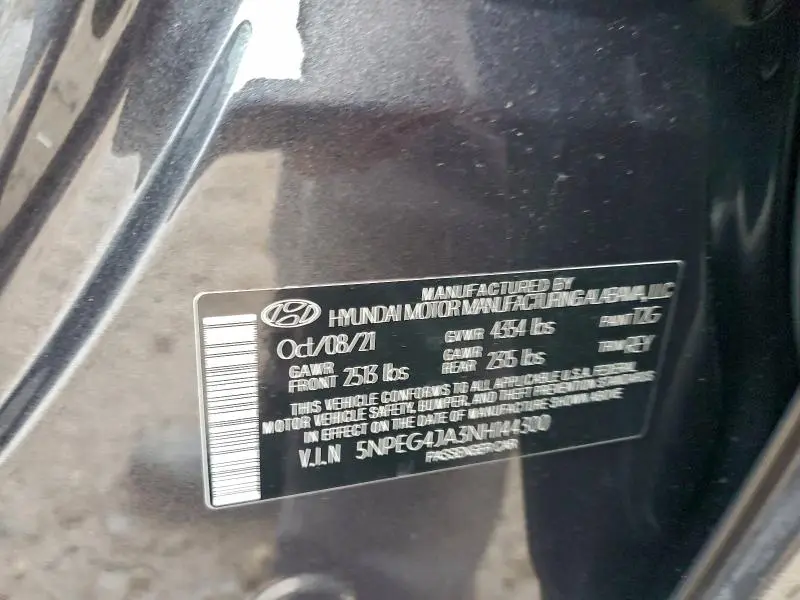 MANUFACTURED BY
HYUNDAI MOTOR MANUFACTURING ALABAMA, LLC
Oct/08/21 GVWR 4354 lbs PAINT T2G
GAWR FRONT 2513 lbs GAWR REAR 2315 lbs TRIM
THIS VEHICLE CONFORMS TO ALL APPLICABLE U.S.A. FEDERAL
MOTOR VEHICLE SAFETY, BUMPER, AND THEFT PREVENTION STANDARDS
IN EFFECT ON THE DATE OF MANUFACTURE SHOWN ABOVE
V.I.N 5NPEG4JA3NH144300
PASSENGER CAR